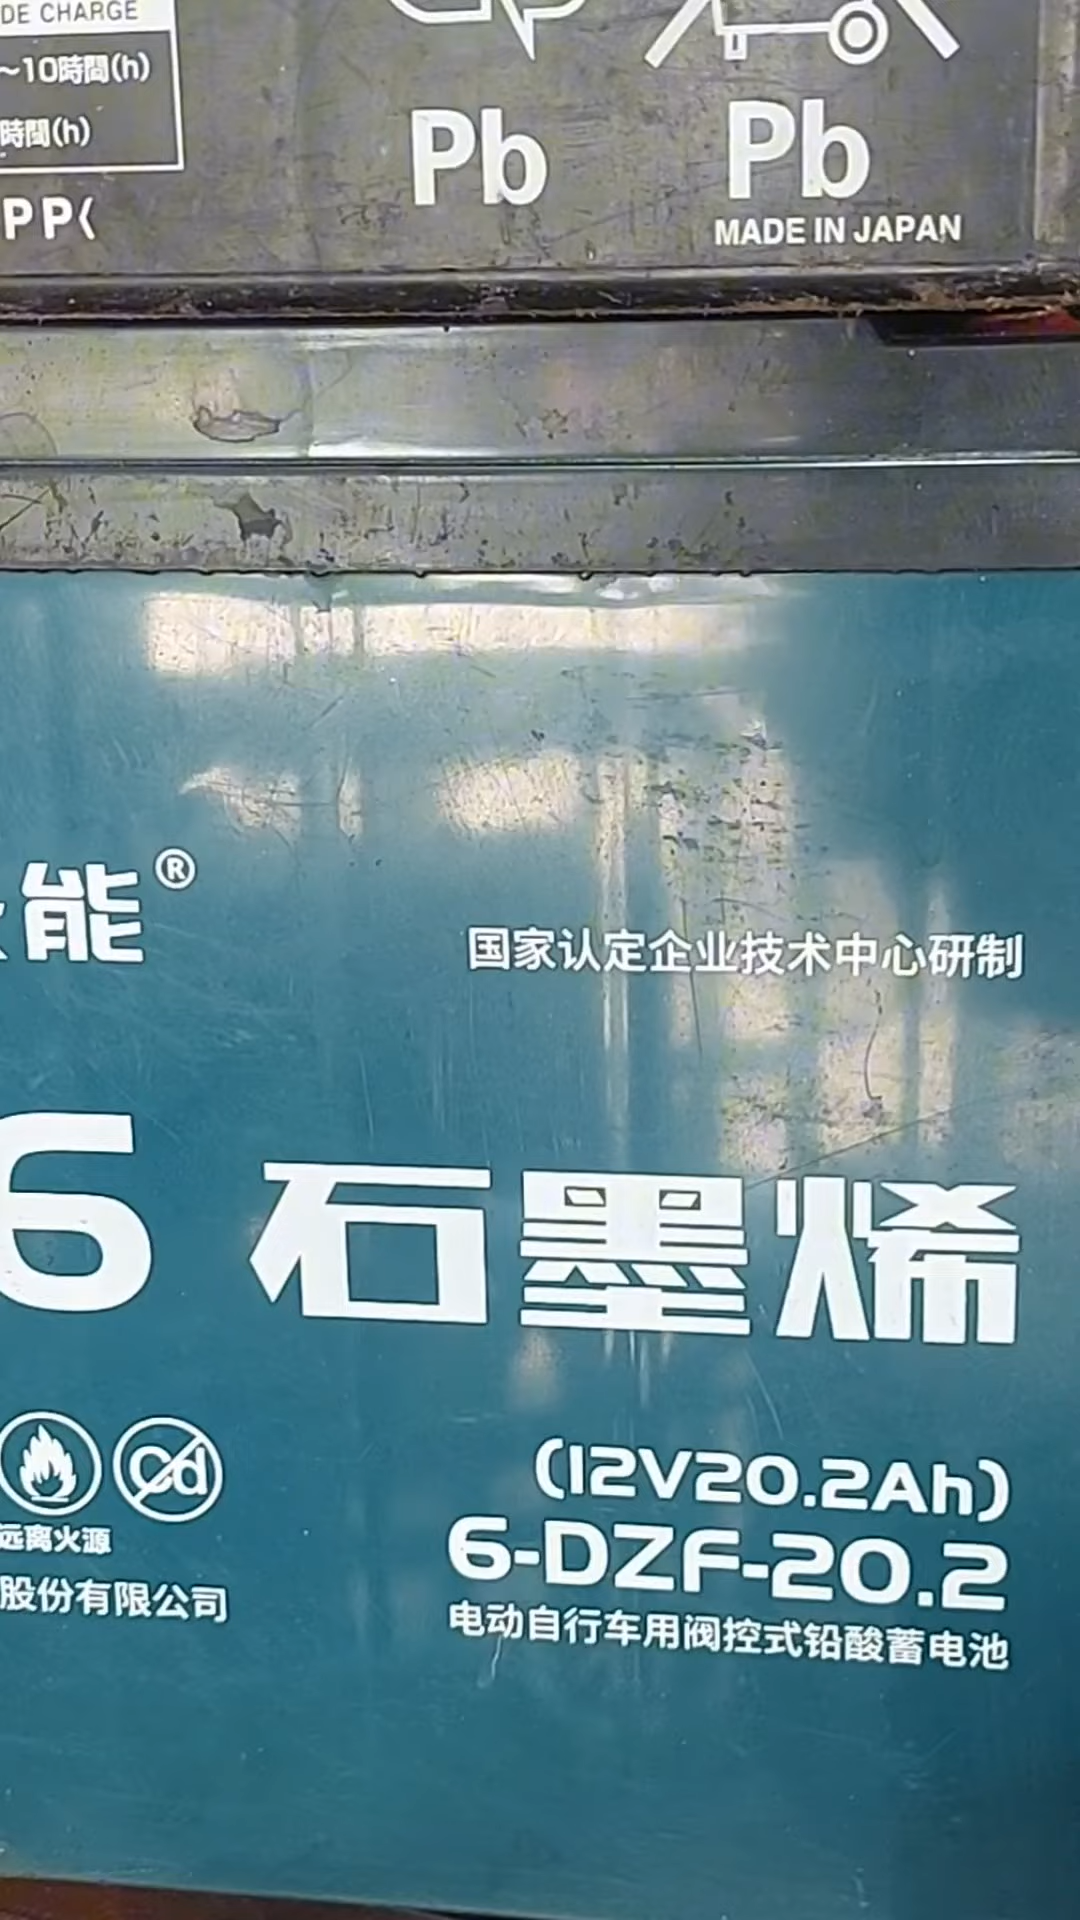 DE CHARGE
~10時間(h)
時間(h)
PP<
Pb
Pb
MADE IN JAPAN
能®
国家认定企业技术中心研制
6 石墨烯
Cd
远离火源
股份有限公司
(12V20.2Ah)
6-DZF-20.2
电动自行车用阀控式铅酸蓄电池